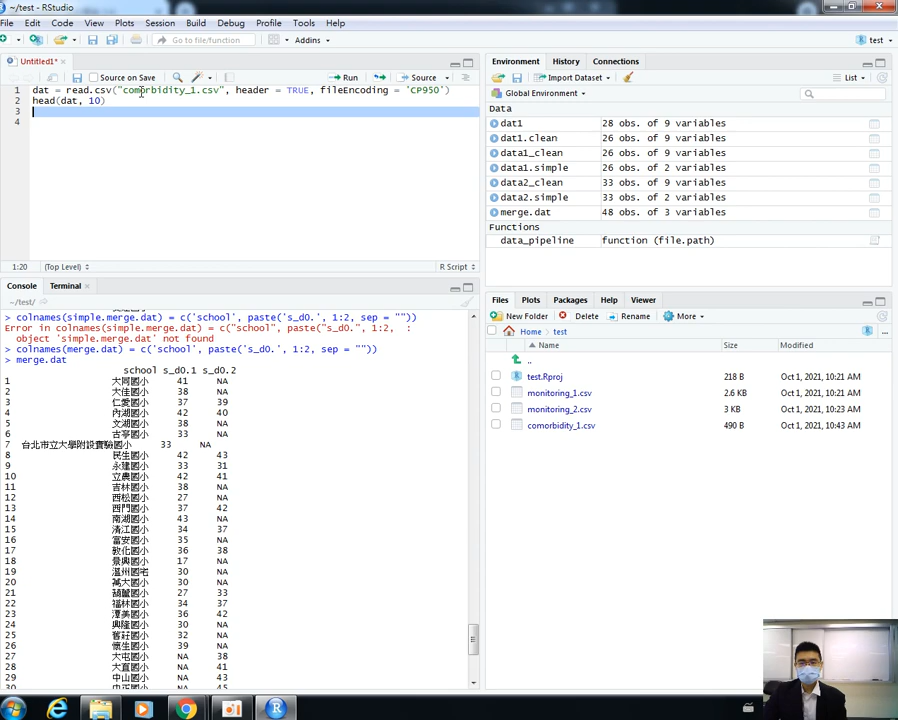 ~/test - RStudio
File Edit Code View Plots Session Build Debug Profile Tools Help
Go to file/function Addins test
Untitled1* ×
Source on Save Run Source
1 dat = read.csv("comorbidity_1.csv", header = TRUE, fileEncoding = 'CP950')
2 head(dat, 10)
3
4
1:20 (Top Level) R Script
Console Terminal ×
~/test/
> colnames(simple.merge.dat) = c('school', paste('s_d0.', 1:2, sep = ""))
Error in colnames(simple.merge.dat) = c("school", paste("s_d0.", 1:2, :
object 'simple.merge.dat' not found
> colnames(merge.dat) = c('school', paste('s_d0.', 1:2, sep = ""))
> merge.dat
school s_d0.1 s_d0.2
1 大同國小 41 NA
2 大佳國小 38 NA
3 仁愛國小 37 39
4 內湖國小 42 40
5 文湖國小 38 NA
6 古亭國小 33 NA
7 台北市立大學附設實驗國小 33 NA
8 民生國小 42 43
9 永建國小 33 31
10 立農國小 42 41
11 吉林國小 38 NA
12 西松國小 27 NA
13 西門國小 37 42
14 南湖國小 43 NA
15 清江國小 34 37
16 富安國小 35 NA
17 敦化國小 36 38
18 景興國小 17 NA
19 溫州國宅 30 NA
20 萬大國小 30 NA
21 葫蘆國小 27 33
22 福林國小 34 37
23 潭美國小 36 42
24 興隆國小 30 NA
25 舊莊國小 32 NA
26 懷生國小 39 NA
27 大屯國小 NA 38
28 大直國小 NA 41
29 中山國小 NA 43
30 中正國小 NA 45
Environment History Connections
Import Dataset List
Global Environment
Data
dat1 28 obs. of 9 variables
dat1.clean 26 obs. of 9 variables
data1_clean 26 obs. of 9 variables
data1.simple 26 obs. of 2 variables
data2_clean 33 obs. of 9 variables
data2.simple 33 obs. of 2 variables
merge.dat 48 obs. of 3 variables
Functions
data_pipeline function (file.path)
Files Plots Packages Help Viewer
New Folder Delete Rename More
Home test
Name Size Modified
..
test.Rproj 218 B Oct 1, 2021, 10:21 AM
monitoring_1.csv 2.6 KB Oct 1, 2021, 10:21 AM
monitoring_2.csv 3 KB Oct 1, 2021, 10:23 AM
comorbidity_1.csv 490 B Oct 1, 2021, 10:43 AM